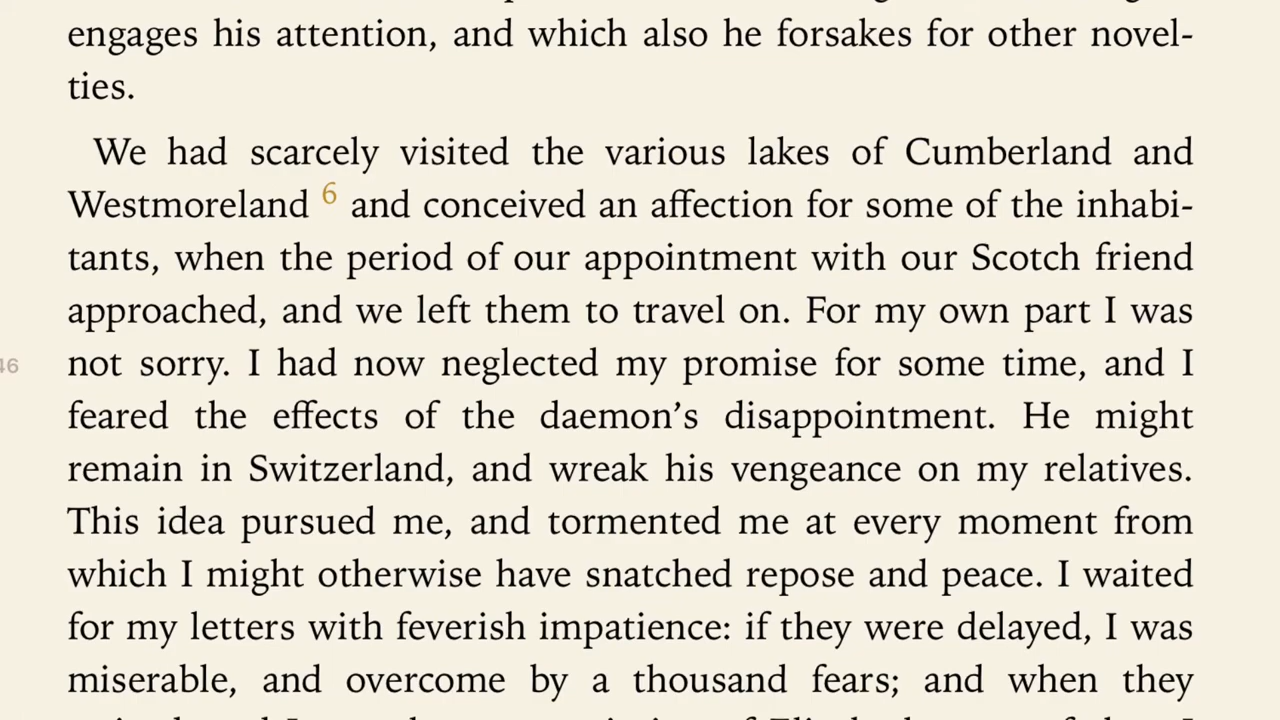 engages his attention, and which also he forsakes for other novel-
ties.
We had scarcely visited the various lakes of Cumberland and
Westmoreland 6 and conceived an affection for some of the inhabi-
tants, when the period of our appointment with our Scotch friend
approached, and we left them to travel on. For my own part I was
not sorry. I had now neglected my promise for some time, and I
46
feared the effects of the daemon’s disappointment. He might
remain in Switzerland, and wreak his vengeance on my relatives.
This idea pursued me, and tormented me at every moment from
which I might otherwise have snatched repose and peace. I waited
for my letters with feverish impatience: if they were delayed, I was
miserable, and overcome by a thousand fears; and when they